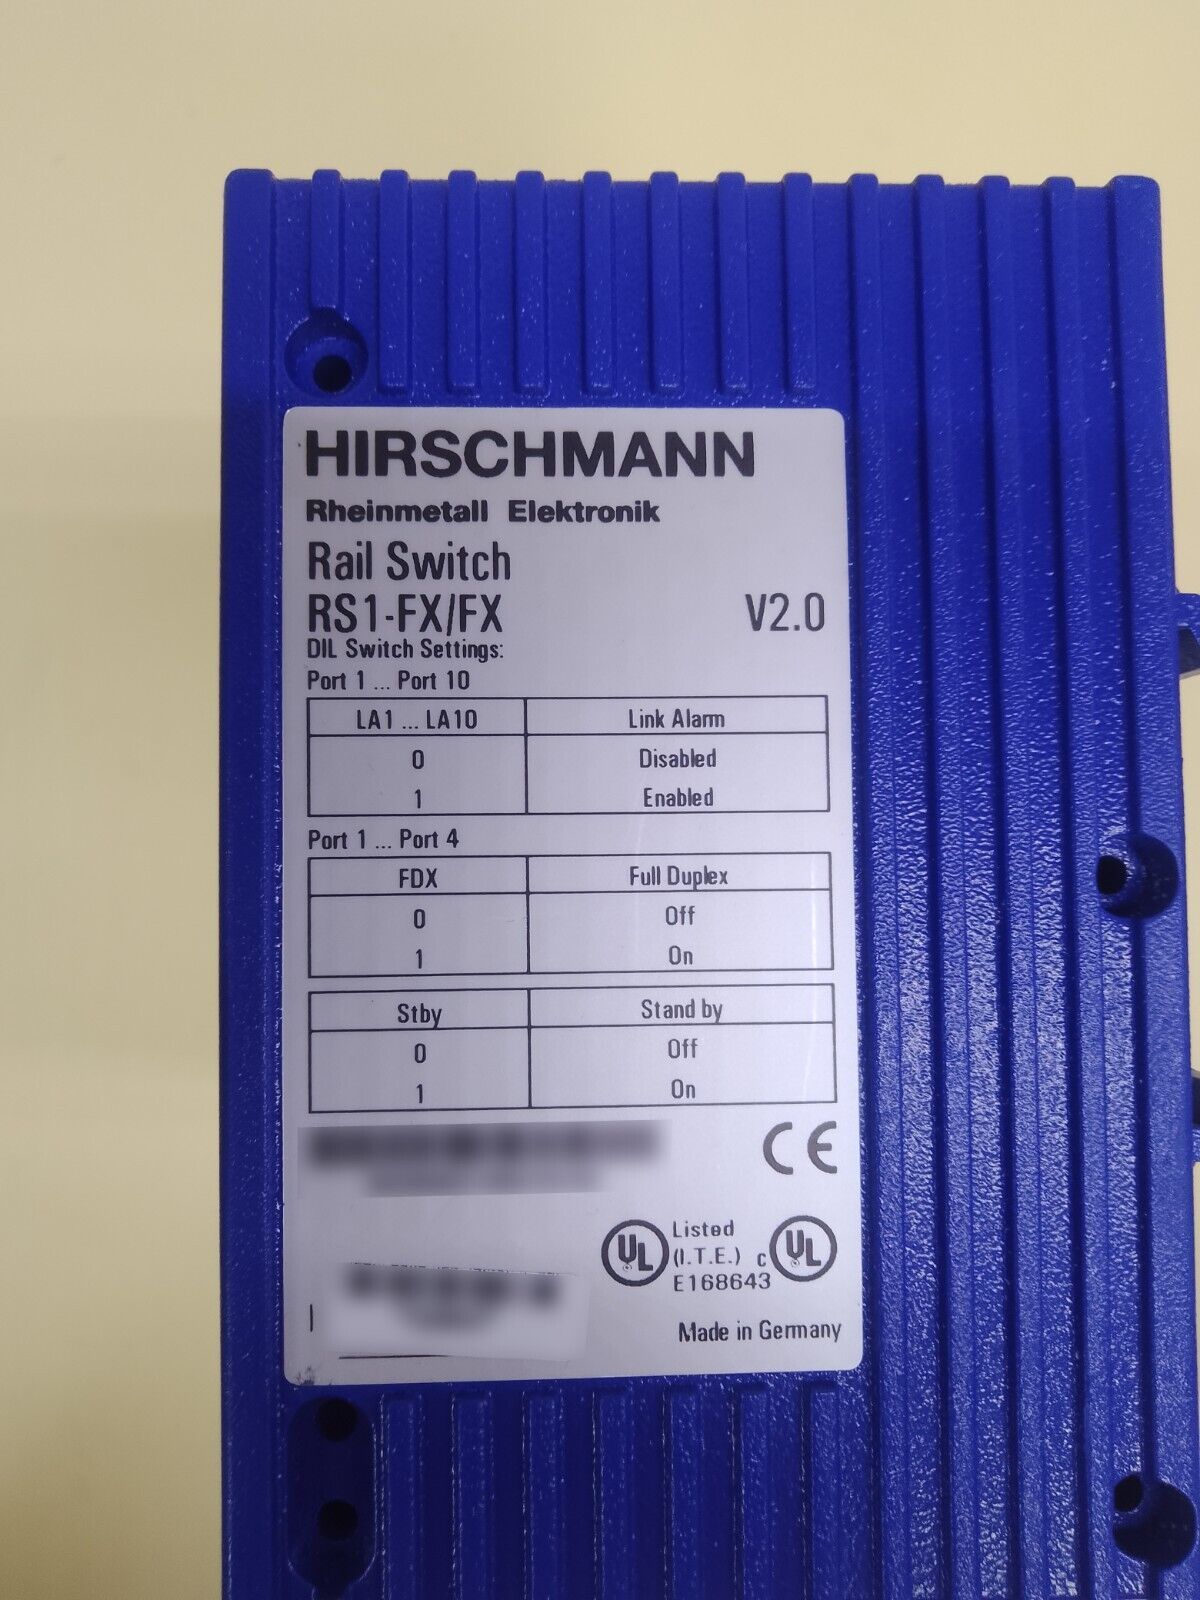 HIRSCHMANN
Rheinmetall Elektronik
Rail Switch
RS1-FX/FX V2.0
DIL Switch Settings:
Port 1 ... Port 10
LA1 ... LA10 Link Alarm
0 Disabled
1 Enabled
Port 1 ... Port 4
FDX Full Duplex
0 Off
1 On
Stby Stand by
0 Off
1 On
CE
UL Listed
(I.T.E.) c UL
E168643
Made in Germany